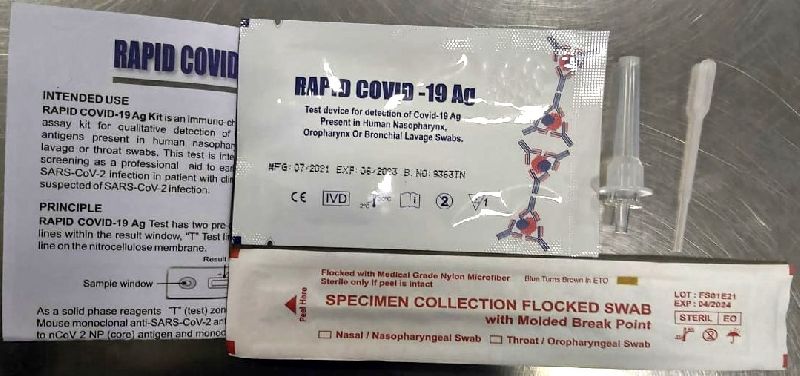 RAPID COVID
INTENDED USE
RAPID COVID-19 Ag Kit is an immuno-ch
assay kit for qualitative detection of
antigens present in human nasophar
lavage or throat swabs. This test is inte
screening as a professional aid to ear
SARS-CoV-2 infection in patient with clin
suspected of SARS-CoV-2 infection.
PRINCIPLE
RAPID COVID-19 Ag Test has two pre
lines within the result window, "T" Test li
line on the nitrocellulose membrane.
Result
Sample window
As a solid phase reagents "T" (test) zon
Mouse monoclonal anti-SARS-CoV-2 ant
to nCoV 2 NP (core) antigen and monoc
RAPID COVID -19 Ag
Test device for detection of Covid-19 Ag
Present in Human Nasopharynx,
Oropharynx Or Bronchial Lavage Swabs.
MFG: 07/2021 EXP: 06/2023 B. NO: 9363TN
CE IVD 2 1
Flocked with Medical Grade Nylon Microfiber
Sterile only if peel is intact
Blue Turns Brown in ETO
Peel Here
SPECIMEN COLLECTION FLOCKED SWAB
with Molded Break Point
Nasal / Nasopharyngeal Swab Throat / Oropharyngeal Swab
LOT : FS81E21
EXP : 04/2024
STERILE EO